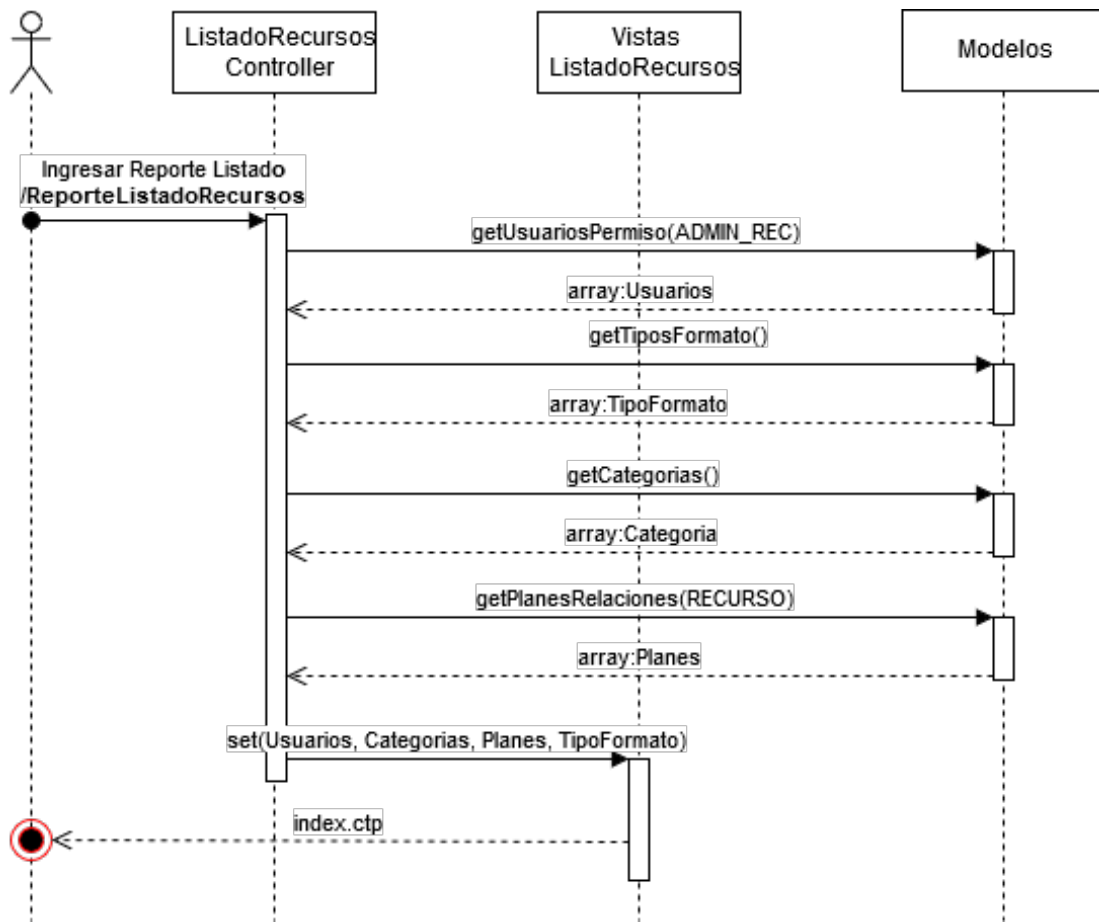 ListadoRecursos
Controller
Vistas
ListadoRecursos
Modelos
Ingresar Reporte Listado
/ReporteListadoRecursos
getUsuariosPermiso(ADMIN_REC)
array:Usuarios
getTiposFormato()
array:TipoFormato
getCategorias()
array:Categoria
getPlanesRelaciones(RECURSO)
array:Planes
set(Usuarios, Categorias, Planes, TipoFormato)
index.ctp